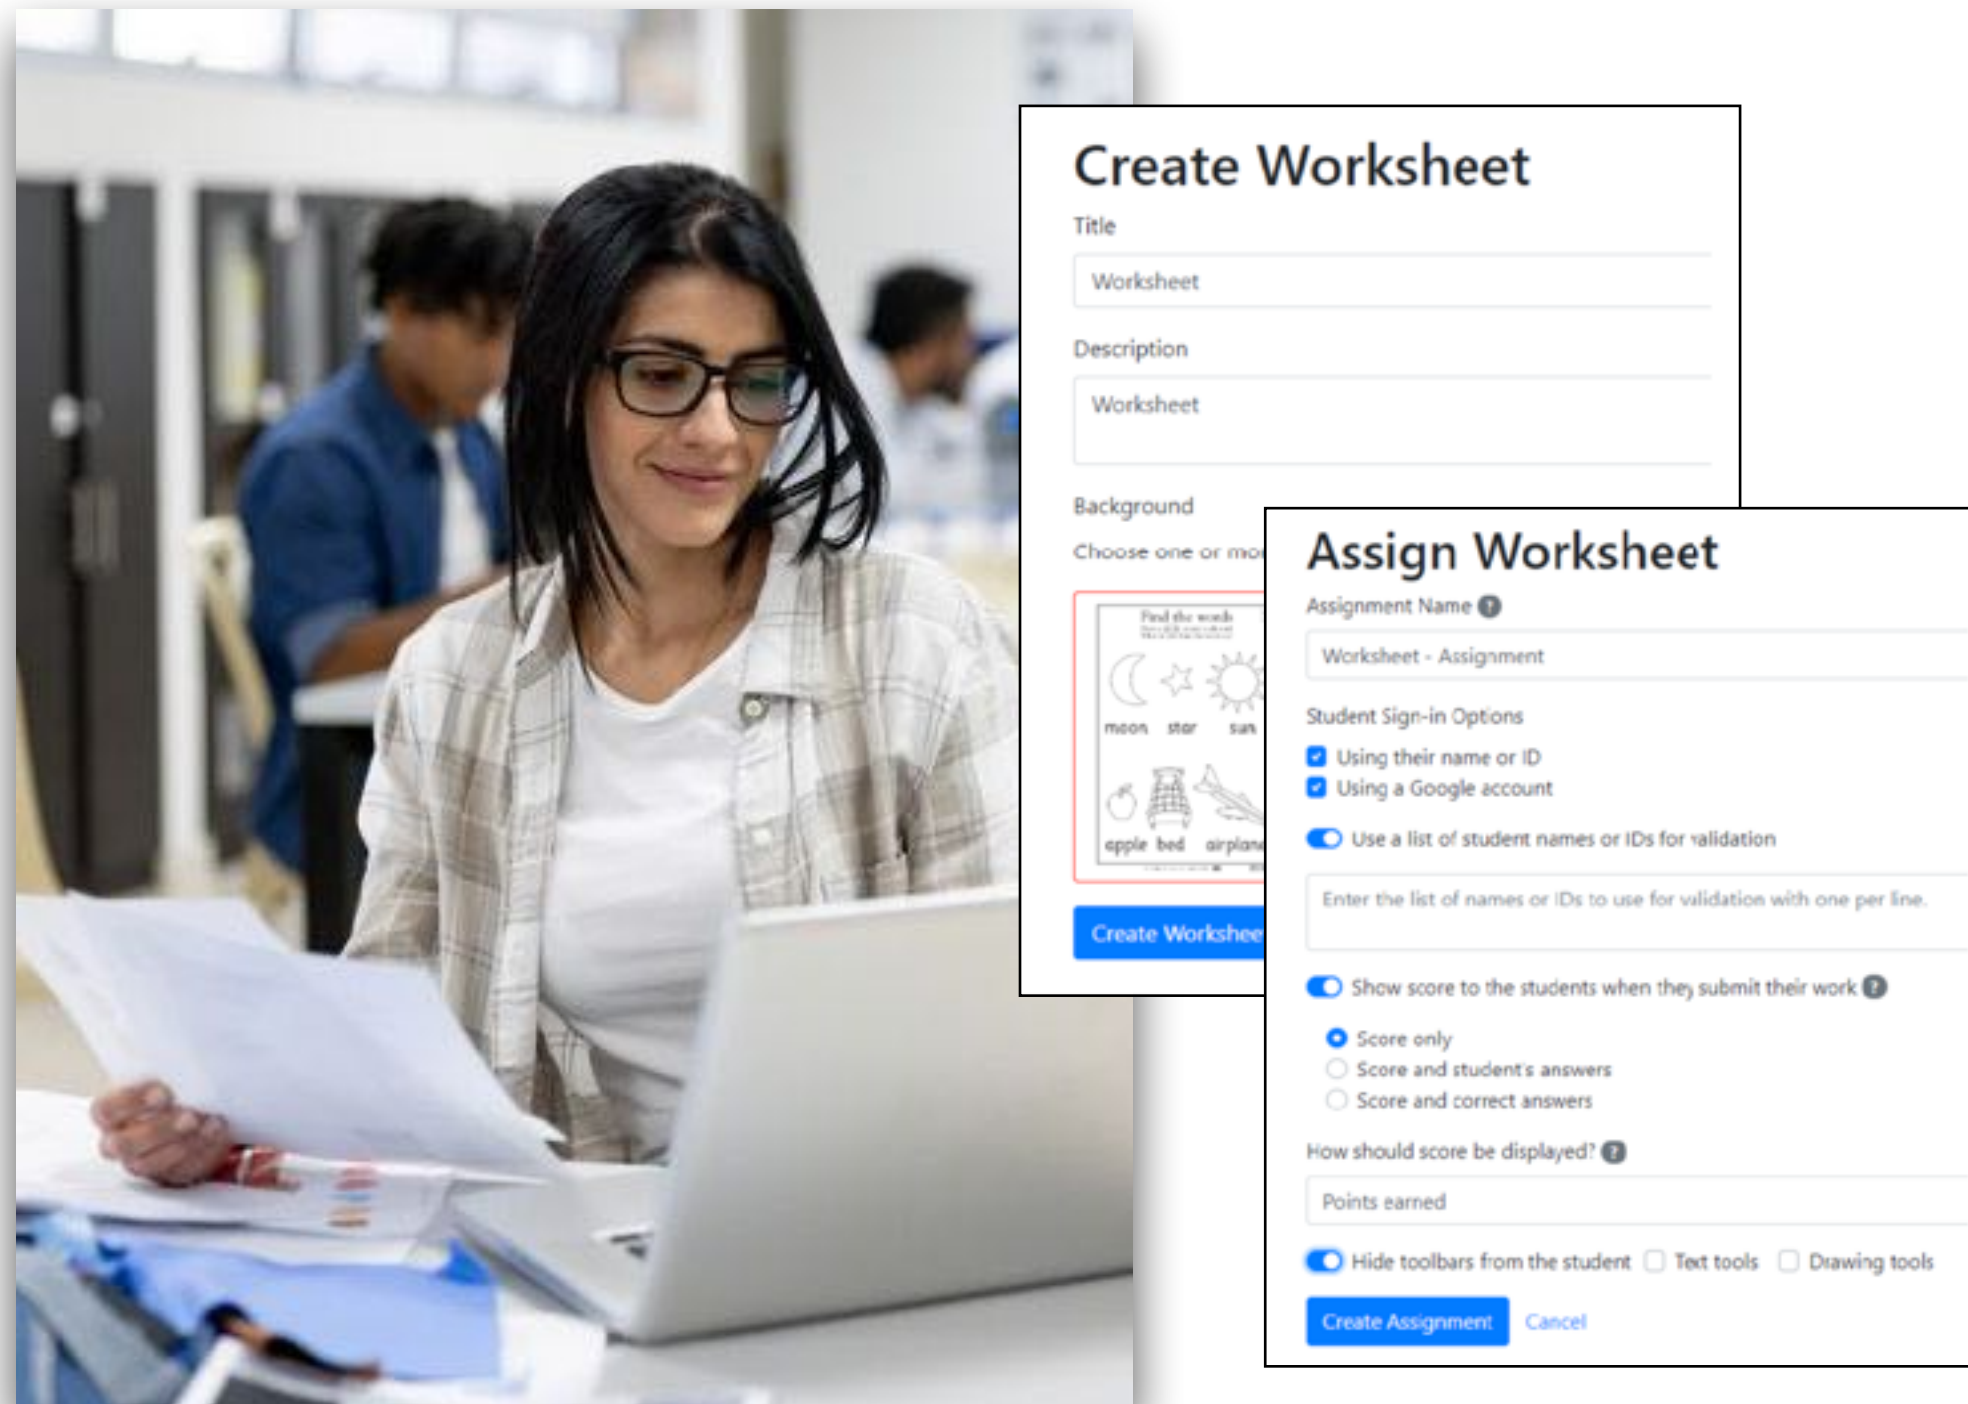 Create Worksheet
Title
Worksheet
Description
Worksheet
Background
Choose one or mo
Find the words
moon star sun
apple bed airplane
Create Workshee
Assign Worksheet
Assignment Name ?
Worksheet - Assignment
Student Sign-in Options
Using their name or ID
Using a Google account
Use a list of student names or IDs for validation
Enter the list of names or IDs to use for validation with one per line.
Show score to the students when they submit their work ?
Score only
Score and student's answers
Score and correct answers
How should score be displayed? ?
Points earned
Hide toolbars from the student Text tools Drawing tools
Create Assignment Cancel